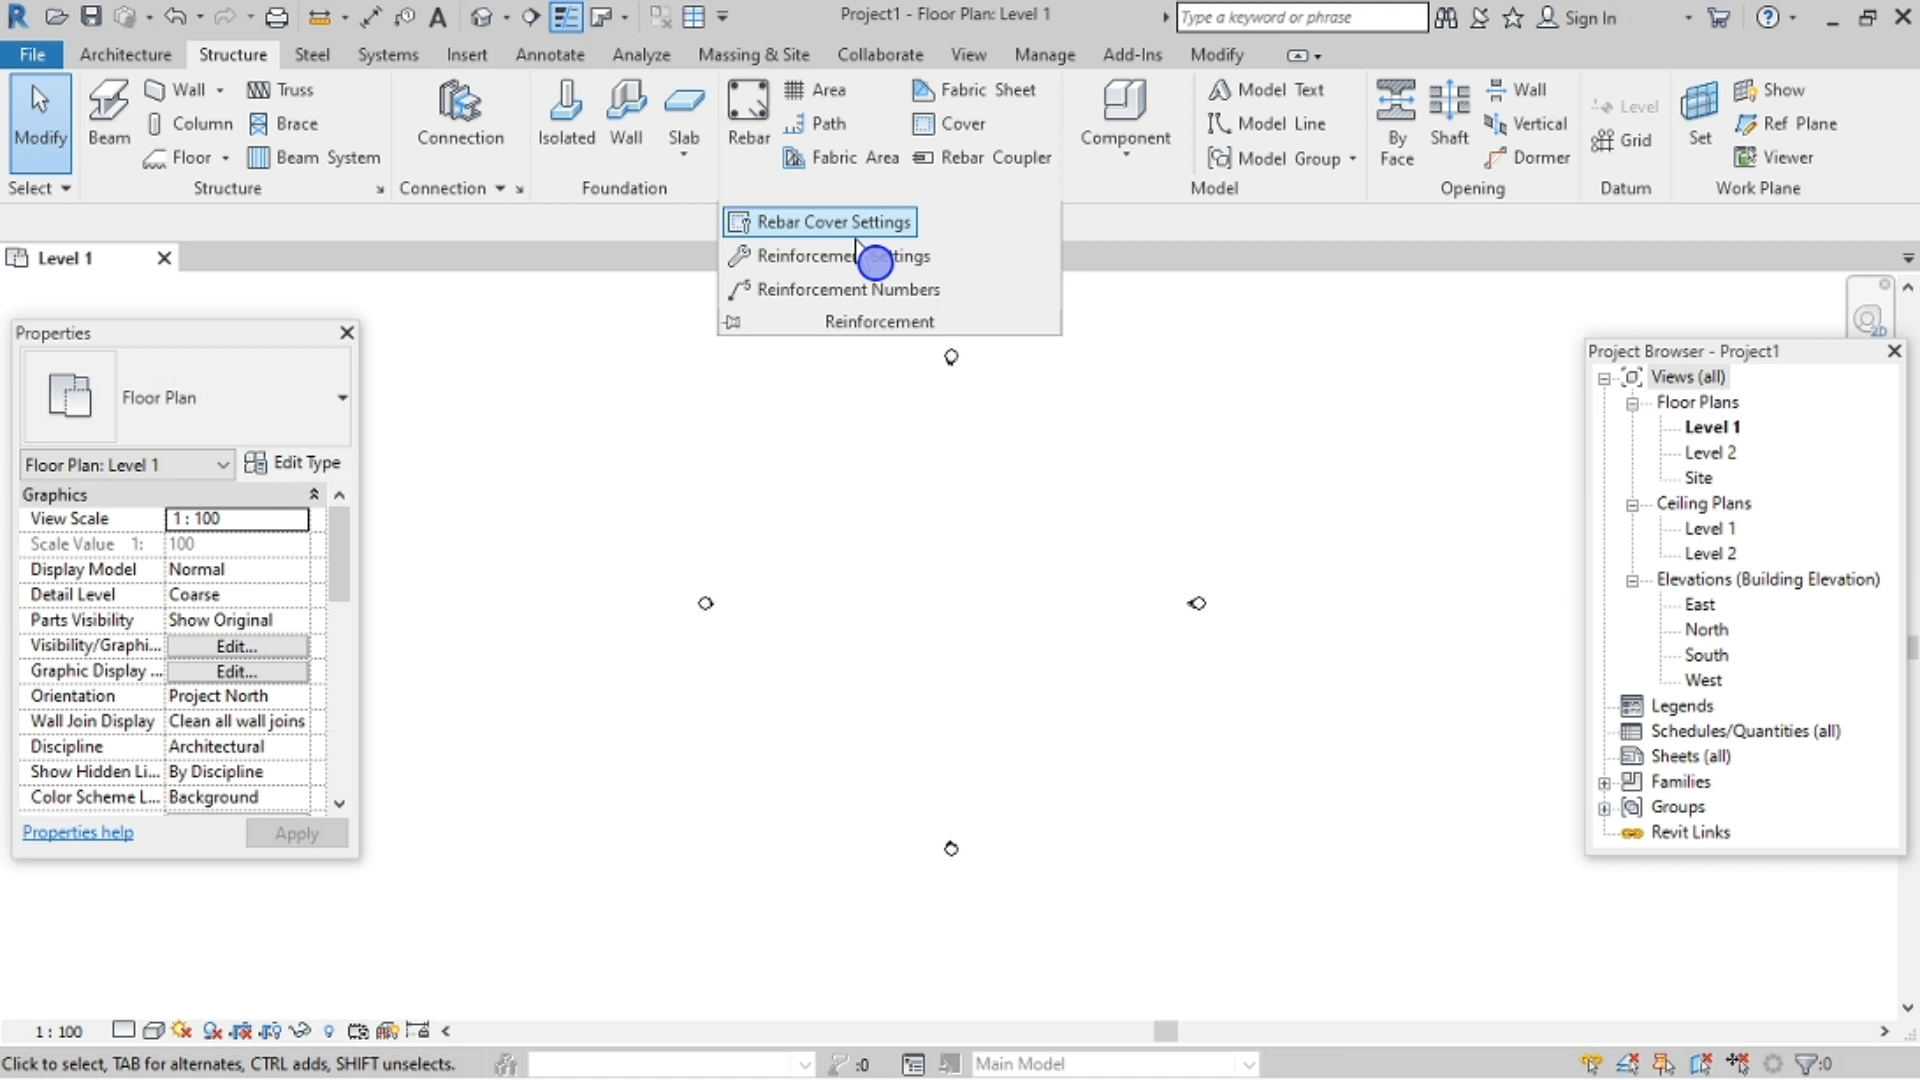 Project1 - Floor Plan: Level 1
Type a keyword or phrase
Sign In
File
Architecture
Structure
Steel
Systems
Insert
Annotate
Analyze
Massing & Site
Collaborate
View
Manage
Add-Ins
Modify
Modify
Select
Beam
Wall
Column
Floor
Truss
Brace
Beam System
Structure
Connection
Connection
Isolated
Wall
Slab
Foundation
Rebar
Area
Path
Fabric Area
Fabric Sheet
Cover
Rebar Coupler
Component
Model Text
Model Line
Model Group
Model
By
Face
Shaft
Wall
Vertical
Dormer
Opening
Level
Grid
Datum
Set
Show
Ref Plane
Viewer
Work Plane
Rebar Cover Settings
Reinforcement Settings
Reinforcement Numbers
Reinforcement
Level 1
2D
Properties
Floor Plan
Floor Plan: Level 1
Edit Type
Graphics
View Scale 1 : 100
Scale Value 1: 100
Display Model Normal
Detail Level Coarse
Parts Visibility Show Original
Visibility/Graphi... Edit...
Graphic Display ... Edit...
Orientation Project North
Wall Join Display Clean all wall joins
Discipline Architectural
Show Hidden Li... By Discipline
Color Scheme L... Background
Properties help
Apply
Project Browser - Project1
Views (all)
Floor Plans
Level 1
Level 2
Site
Ceiling Plans
Level 1
Level 2
Elevations (Building Elevation)
East
North
South
West
Legends
Schedules/Quantities (all)
Sheets (all)
Families
Groups
Revit Links
1 : 100
Click to select, TAB for alternates, CTRL adds, SHIFT unselects.
:0
Main Model
:0